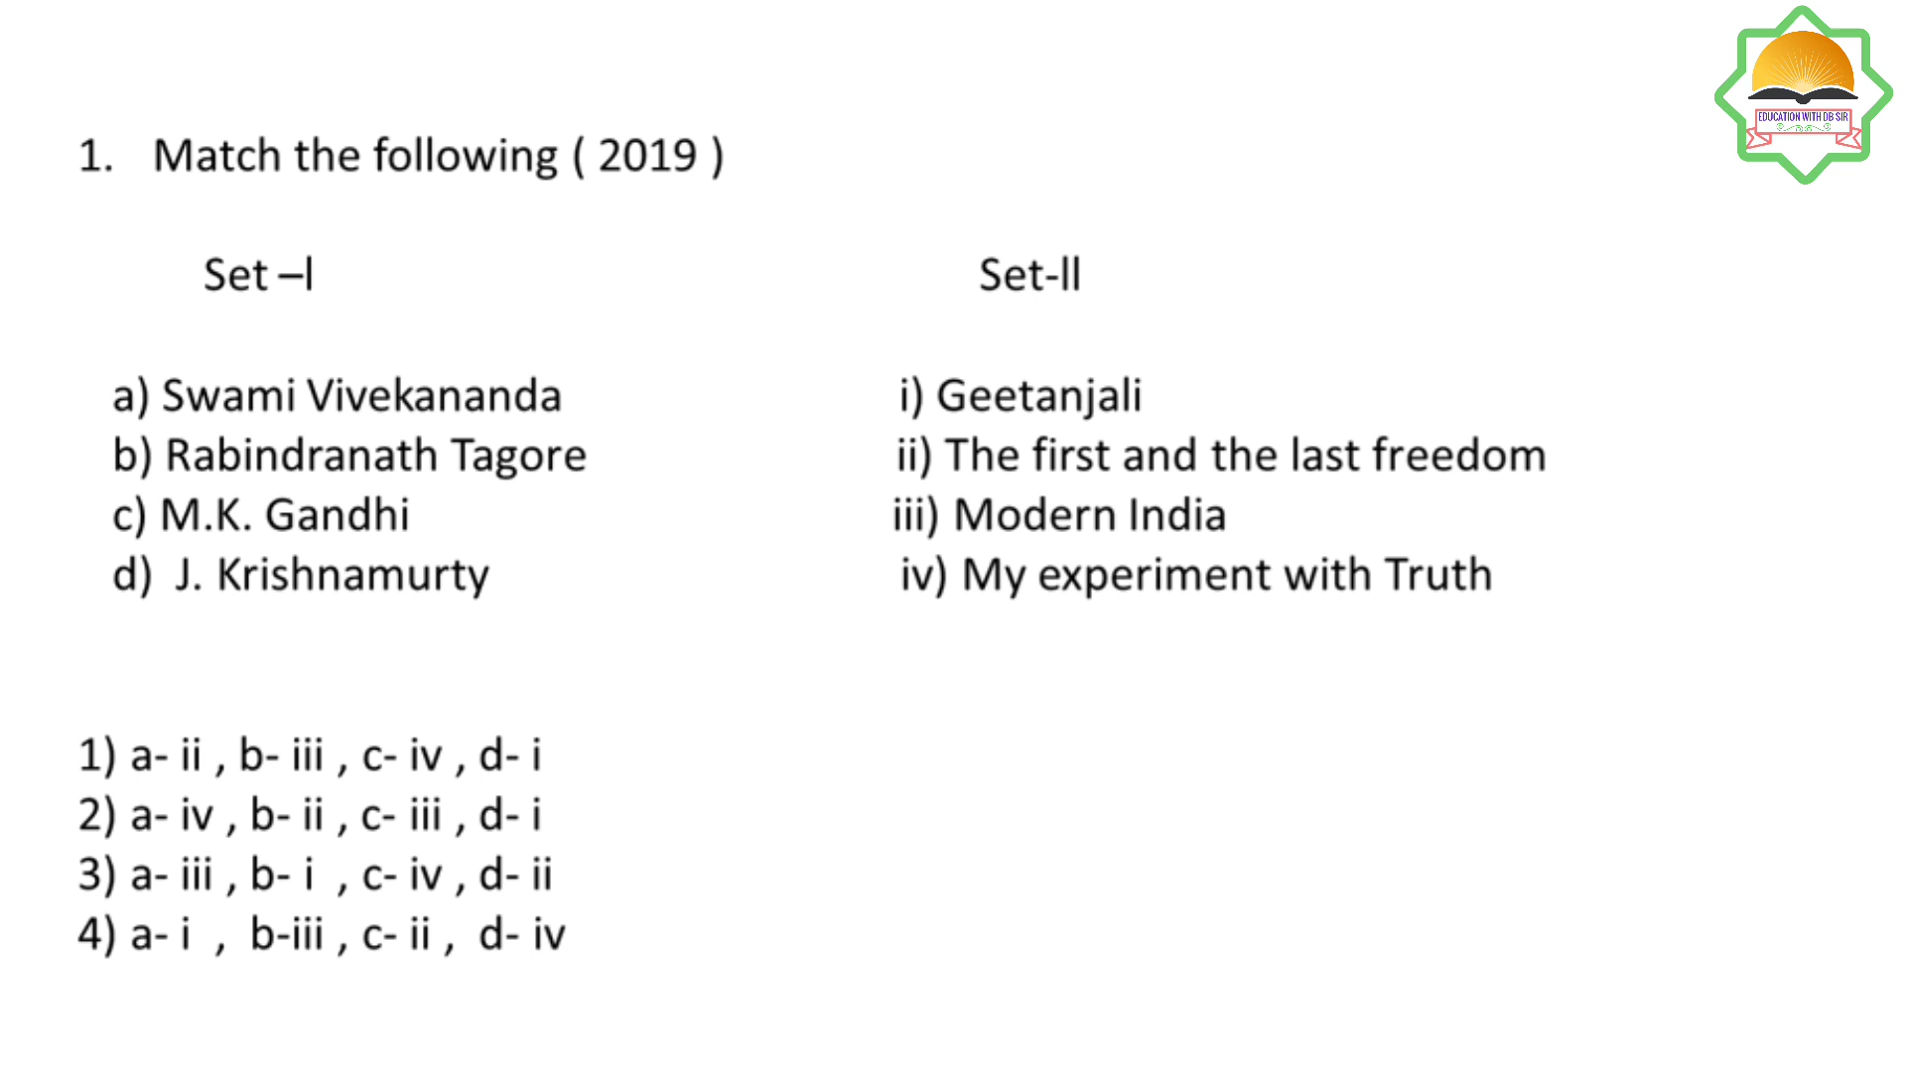 EDUCATION WITH DB SIR
1. Match the following ( 2019 )
Set –I Set-II
a) Swami Vivekananda i) Geetanjali
b) Rabindranath Tagore ii) The first and the last freedom
c) M.K. Gandhi iii) Modern India
d) J. Krishnamurty iv) My experiment with Truth
1) a- ii , b- iii , c- iv , d- i
2) a- iv , b- ii , c- iii , d- i
3) a- iii , b- i , c- iv , d- ii
4) a- i , b-iii , c- ii , d- iv